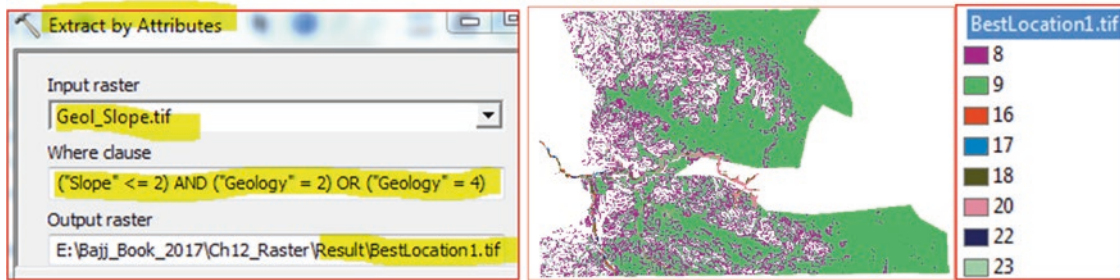 Extract by Attributes
Input raster
Geol_Slope.tif
Where clause
("Slope" <= 2) AND ("Geology" = 2) OR ("Geology" = 4)
Output raster
E:\Bajj_Book_2017\Ch12_Raster\Result\BestLocation1.tif
BestLocation1.tif
8
9
16
17
18
20
22
23